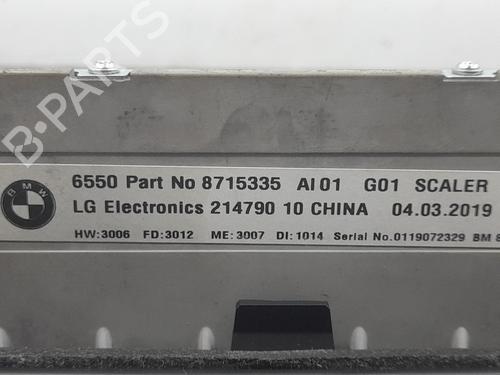 B-PARTS
BMW
6550 Part No 8715335 AI 01 G01 SCALER
LG Electronics 214790 10 CHINA 04.03.2019
HW:3006 FD:3012 ME:3007 DI:1014 Serial No.0119072329 BM